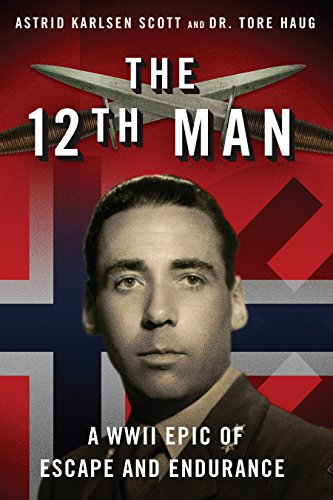 ASTRID KARLSEN SCOTT AND DR. TORE HAUG
THE
12TH MAN
A WWII EPIC OF
ESCAPE AND ENDURANCE